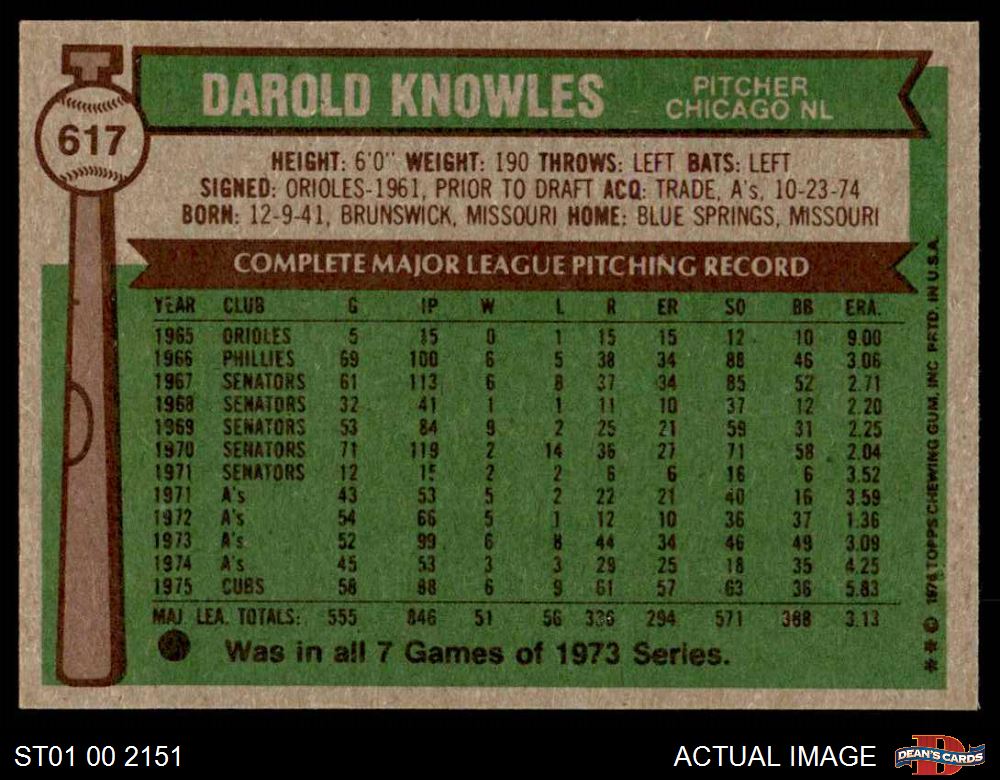 617
DAROLD KNOWLES
PITCHER
CHICAGO NL
HEIGHT: 6'0" WEIGHT: 190 THROWS: LEFT BATS: LEFT
SIGNED: ORIOLES-1961, PRIOR TO DRAFT ACQ: TRADE, A's, 10-23-74
BORN: 12-9-41, BRUNSWICK, MISSOURI HOME: BLUE SPRINGS, MISSOURI
COMPLETE MAJOR LEAGUE PITCHING RECORD
YEAR CLUB G IP W L R ER SO BB ERA.
1965 ORIOLES 5 15 0 1 15 15 12 10 9.00
1966 PHILLIES 69 100 6 5 38 34 88 46 3.06
1967 SENATORS 61 113 6 8 37 34 85 52 2.71
1968 SENATORS 32 41 1 1 11 10 37 12 2.20
1969 SENATORS 53 84 9 2 25 21 59 31 2.25
1970 SENATORS 71 119 2 14 36 27 71 58 2.04
1971 SENATORS 12 15 2 2 6 6 16 6 3.52
1971 A's 43 53 5 2 22 21 40 16 3.59
1972 A's 54 66 5 1 12 10 36 37 1.36
1973 A's 52 99 6 8 44 34 46 49 3.09
1974 A's 45 53 3 3 29 25 18 35 4.25
1975 CUBS 58 88 6 9 61 57 63 36 5.83
MAJ. LEA. TOTALS: 555 846 51 56 336 294 571 388 3.13
Was in all 7 Games of 1973 Series.
** © 1976 TOPPS CHEWING GUM, INC. PRTD. IN U.S.A.
ST01 00 2151
ACTUAL IMAGE
D
DEAN'S CARDS